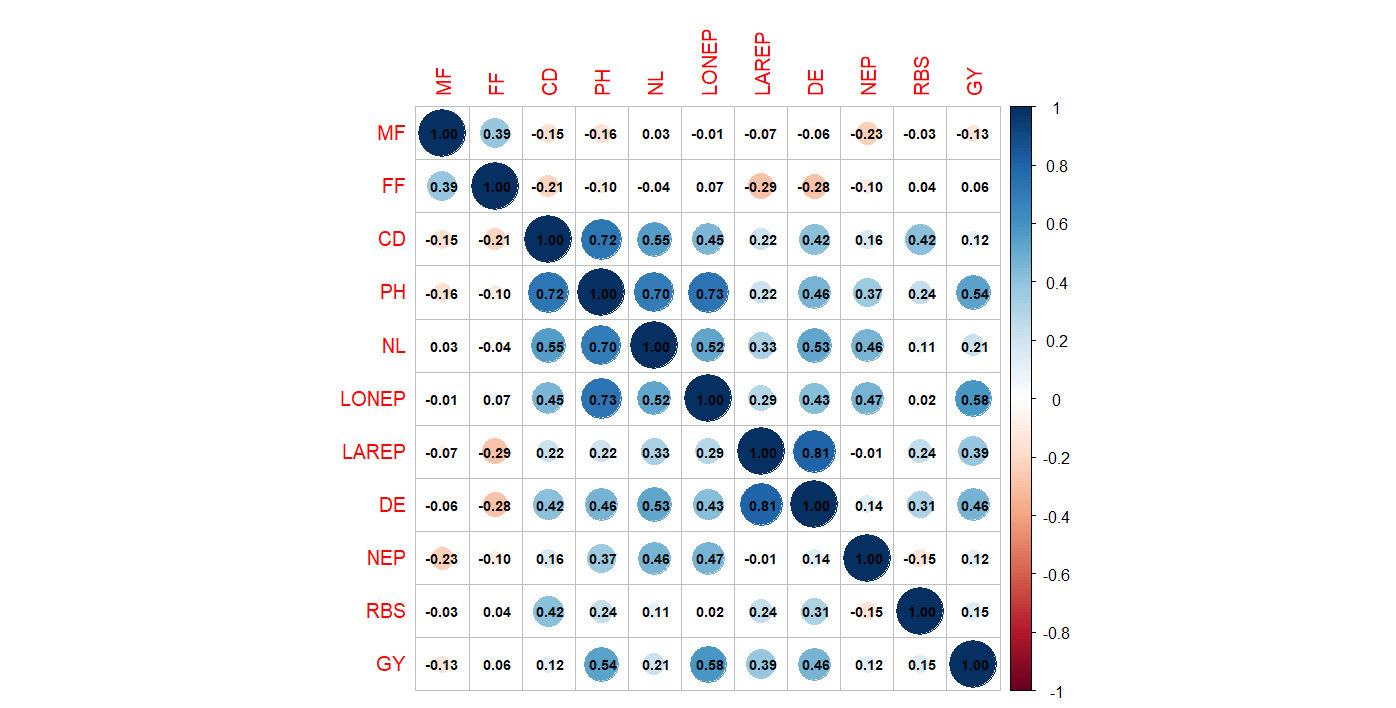 MF FF CD PH NL LONEP LAREP DE NEP RBS GY
MF 1.00 0.39 -0.15 -0.16 0.03 -0.01 -0.07 -0.06 -0.23 -0.03 -0.13
FF 0.39 1.00 -0.21 -0.10 -0.04 0.07 -0.29 -0.28 -0.10 0.04 0.06
CD -0.15 -0.21 1.00 0.72 0.55 0.45 0.22 0.42 0.16 0.42 0.12
PH -0.16 -0.10 0.72 1.00 0.70 0.73 0.22 0.46 0.37 0.24 0.54
NL 0.03 -0.04 0.55 0.70 1.00 0.52 0.33 0.53 0.46 0.11 0.21
LONEP -0.01 0.07 0.45 0.73 0.52 1.00 0.29 0.43 0.47 0.02 0.58
LAREP -0.07 -0.29 0.22 0.22 0.33 0.29 1.00 0.81 -0.01 0.24 0.39
DE -0.06 -0.28 0.42 0.46 0.53 0.43 0.81 1.00 0.14 0.31 0.46
NEP -0.23 -0.10 0.16 0.37 0.46 0.47 -0.01 0.14 1.00 -0.15 0.12
RBS -0.03 0.04 0.42 0.24 0.11 0.02 0.24 0.31 -0.15 1.00 0.15
GY -0.13 0.06 0.12 0.54 0.21 0.58 0.39 0.46 0.12 0.15 1.00
1
0.8
0.6
0.4
0.2
0
-0.2
-0.4
-0.6
-0.8
-1